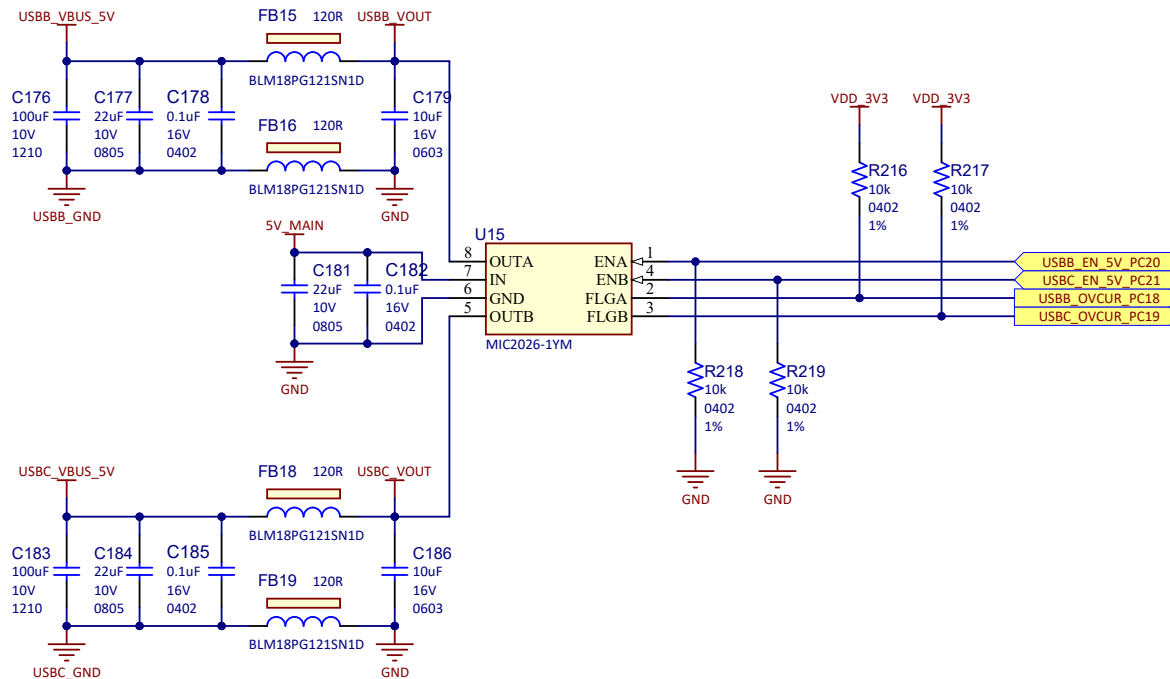 USBB_VBUS_5V
FB15 120R
USBB_VOUT
BLM18PG121SN1D
C176
100uF
10V
1210
C177
22uF
10V
0805
C178
0.1uF
16V
0402
C179
10uF
16V
0603
FB16 120R
BLM18PG121SN1D
USBB_GND
GND
VDD_3V3
VDD_3V3
R216
10k
0402
1%
R217
10k
0402
1%
5V_MAIN
C181
22uF
10V
0805
C182
0.1uF
16V
0402
GND
U15
8 OUTA ENA 1
7 IN ENB 4
6 GND FLGA 2
5 OUTB FLGB 3
MIC2026-1YM
USBB_EN_5V_PC20
USBC_EN_5V_PC21
USBB_OVCUR_PC18
USBC_OVCUR_PC19
R218
10k
0402
1%
R219
10k
0402
1%
GND
GND
USBC_VBUS_5V
FB18 120R
USBC_VOUT
BLM18PG121SN1D
C183
100uF
10V
1210
C184
22uF
10V
0805
C185
0.1uF
16V
0402
C186
10uF
16V
0603
FB19 120R
BLM18PG121SN1D
USBC_GND
GND